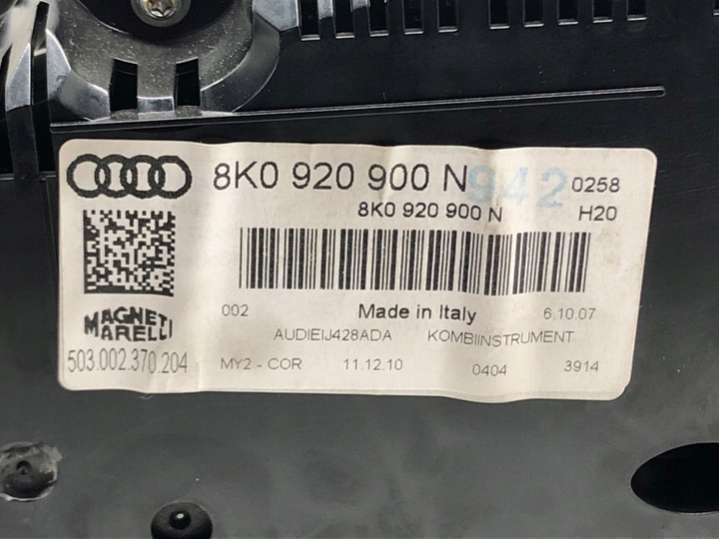 8K0 920 900 N 942 0258
8K0 920 900 N H20
002 Made in Italy 6.10.07
MAGNETI MARELLI
AUDIEIJ428ADA KOMBIINSTRUMENT
503.002.370.204 MY2 - COR 11.12.10 0404 3914